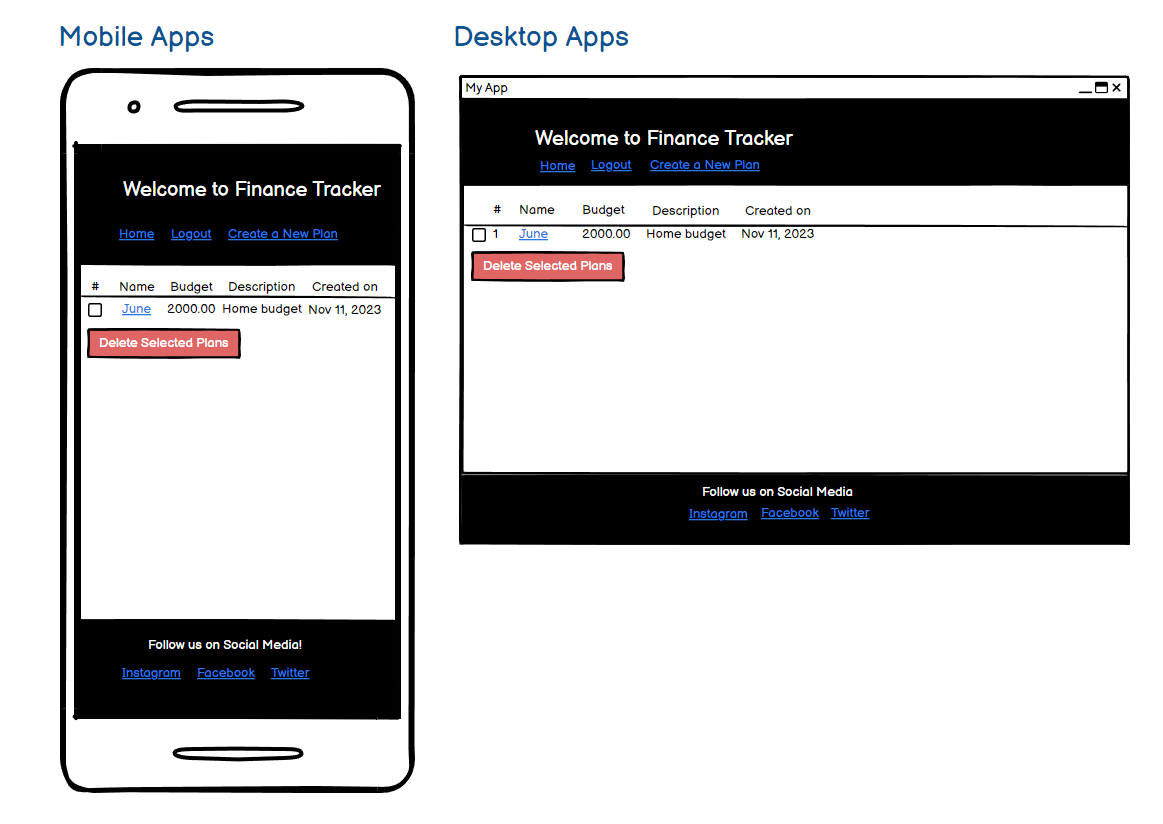 Mobile Apps
Welcome to Finance Tracker
Home Logout Create a New Plan
# Name Budget Description Created on
June 2000.00 Home budget Nov 11, 2023
Delete Selected Plans
Follow us on Social Media!
Instagram Facebook Twitter
Desktop Apps
My App
Welcome to Finance Tracker
Home Logout Create a New Plan
# Name Budget Description Created on
1 June 2000.00 Home budget Nov 11, 2023
Delete Selected Plans
Follow us on Social Media
Instagram Facebook Twitter